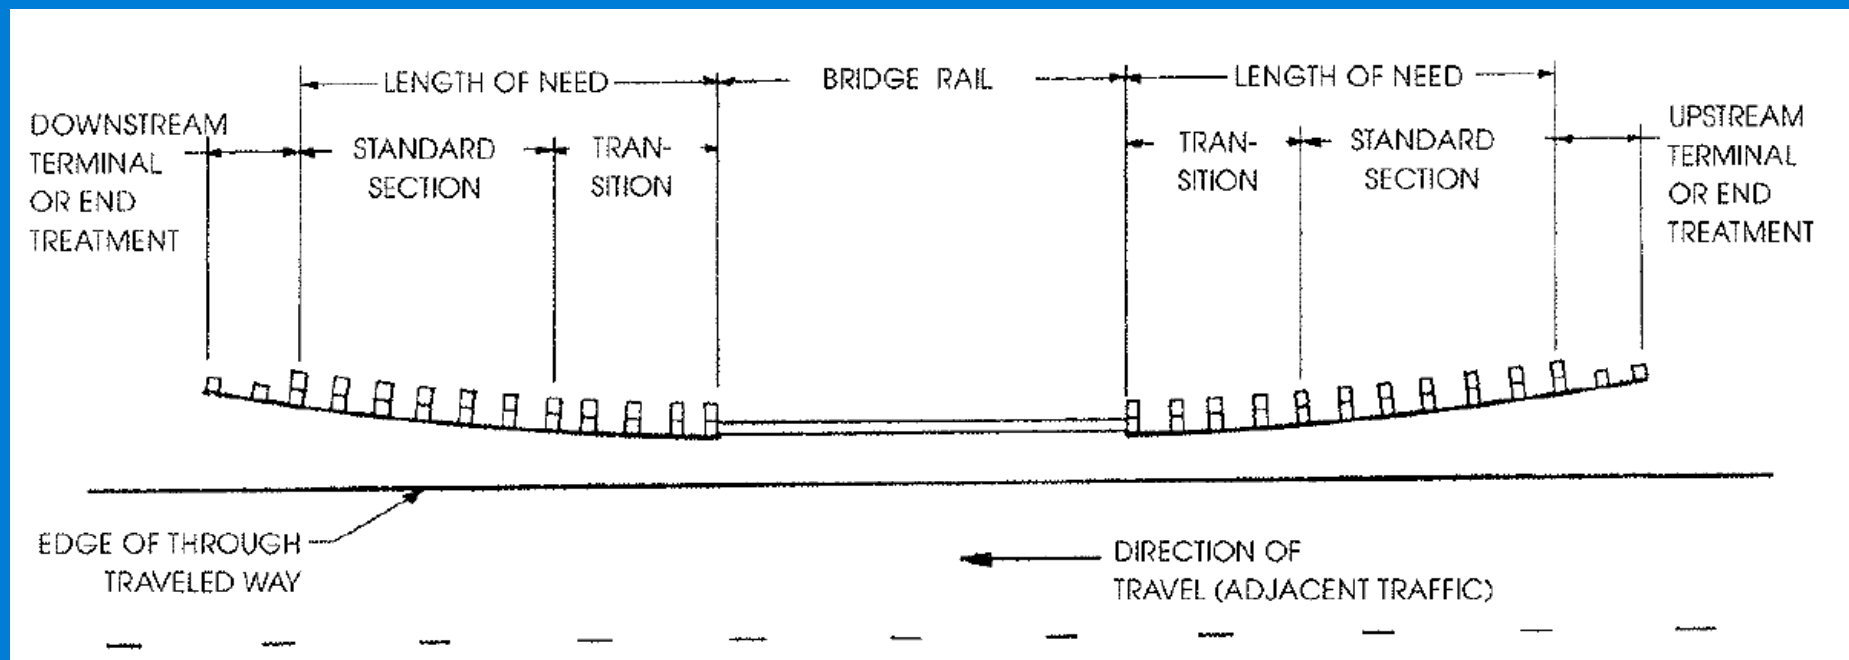 LENGTH OF NEED
BRIDGE RAIL
LENGTH OF NEED
DOWNSTREAM
TERMINAL
OR END
TREATMENT
STANDARD
SECTION
TRAN-
SITION
TRAN-
SITION
STANDARD
SECTION
UPSTREAM
TERMINAL
OR END
TREATMENT
EDGE OF THROUGH
TRAVELED WAY
DIRECTION OF
TRAVEL (ADJACENT TRAFFIC)